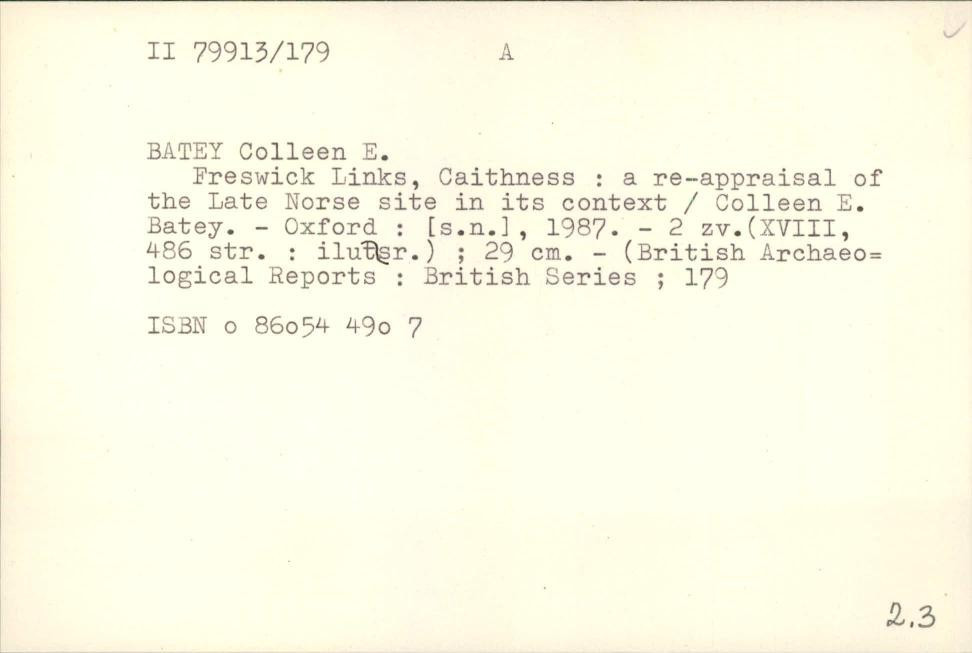 II 79913/179 A
BATEY Colleen E.
Freswick Links, Caithness : a re-appraisal of
the Late Norse site in its context / Colleen E.
Batey. - Oxford : [s.n.], 1987. - 2 zv.(XVIII,
486 str. : ilutsr.) ; 29 cm. - (British Archaeo=
logical Reports : British Series ; 179
ISBN o 86o54 49o 7
2.3